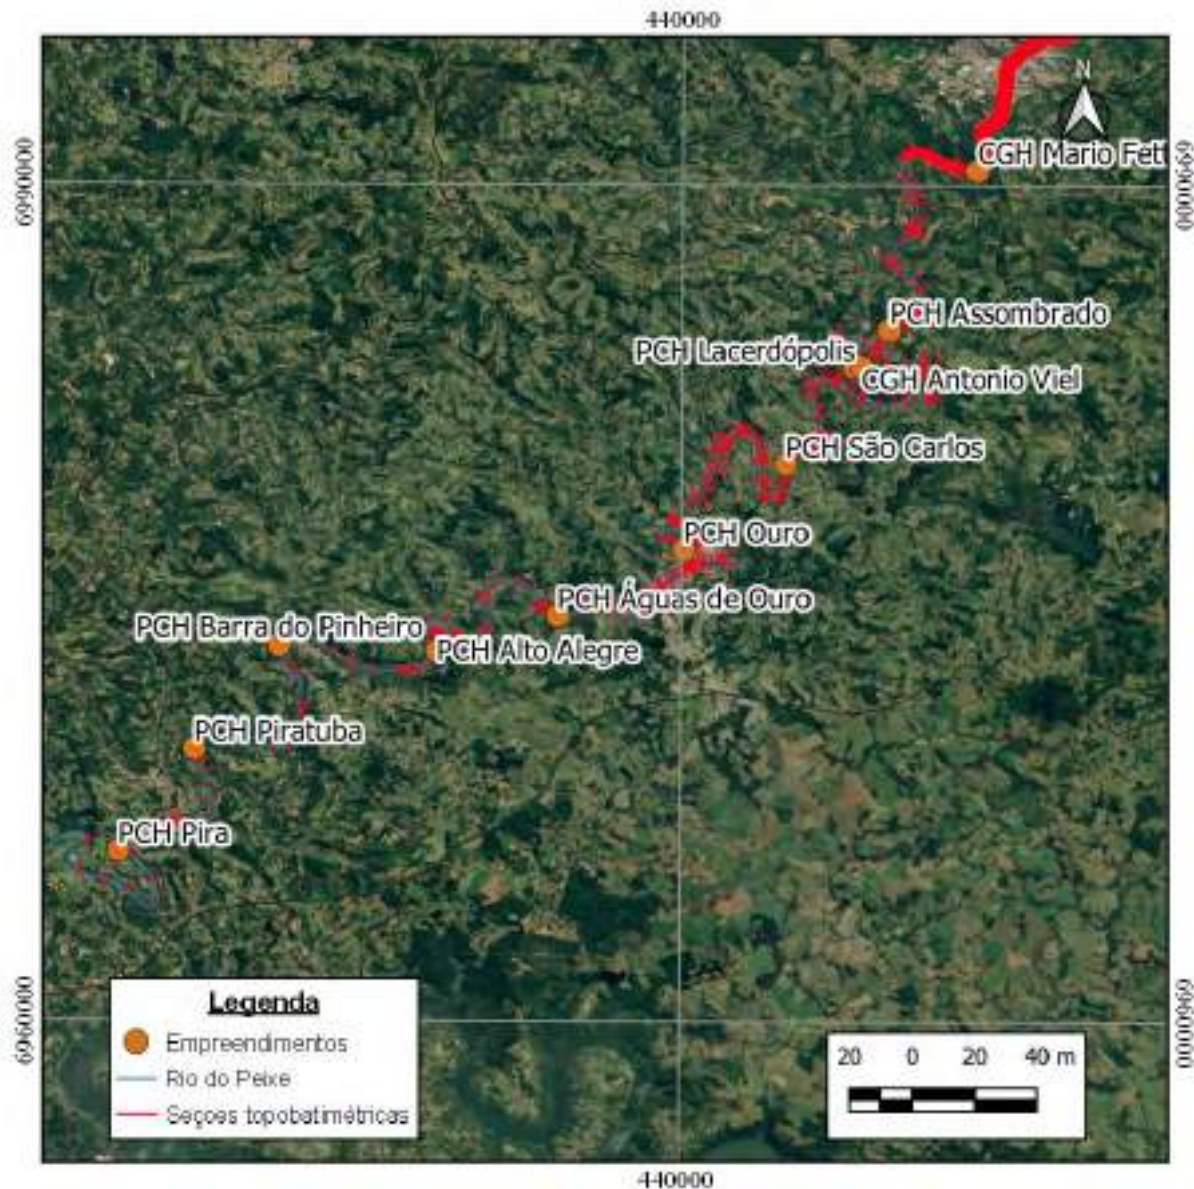 440000
N
6990000
6990000
CGH Mario Fett
PCH Assombrado
PCH Lacerdópolis
CGH Antonio Viel
PCH São Carlos
PCH Ouro
PCH Águas de Ouro
PCH Barra do Pinheiro
PCH Alto Alegre
PCH Piratuba
PCH Pira
6960000
6960000
Legenda
Empreendimentos
Rio do Peixe
Seçoes topobatimétricas
20 0 20 40 m
440000